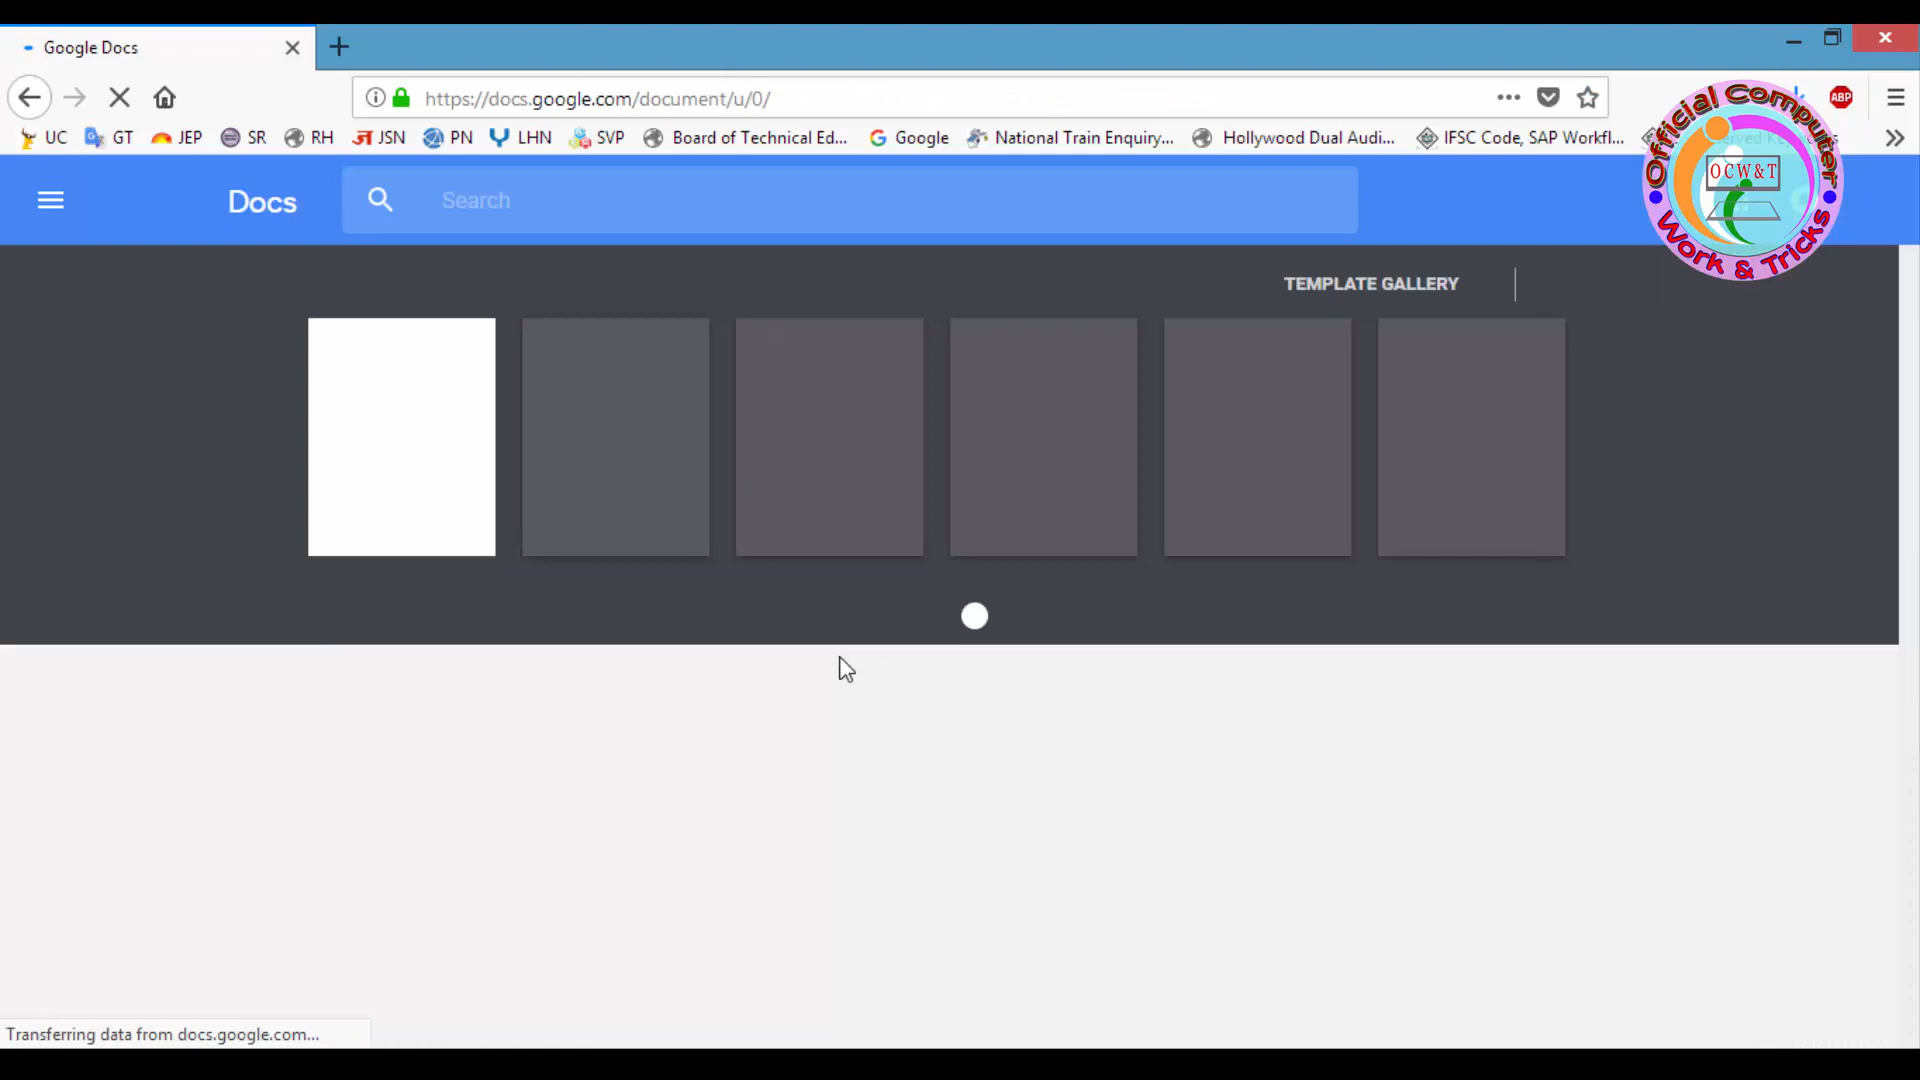 Google Docs
https://docs.google.com/document/u/0/
ABP
UC GT JEP SR RH JSN PN LHN SVP Board of Technical Ed... Google National Train Enquiry... Hollywood Dual Audi... IFSC Code, SAP Workfl...
Official Computer
OCW&T
Work & Tricks
Docs
Search
TEMPLATE GALLERY
Transferring data from docs.google.com...